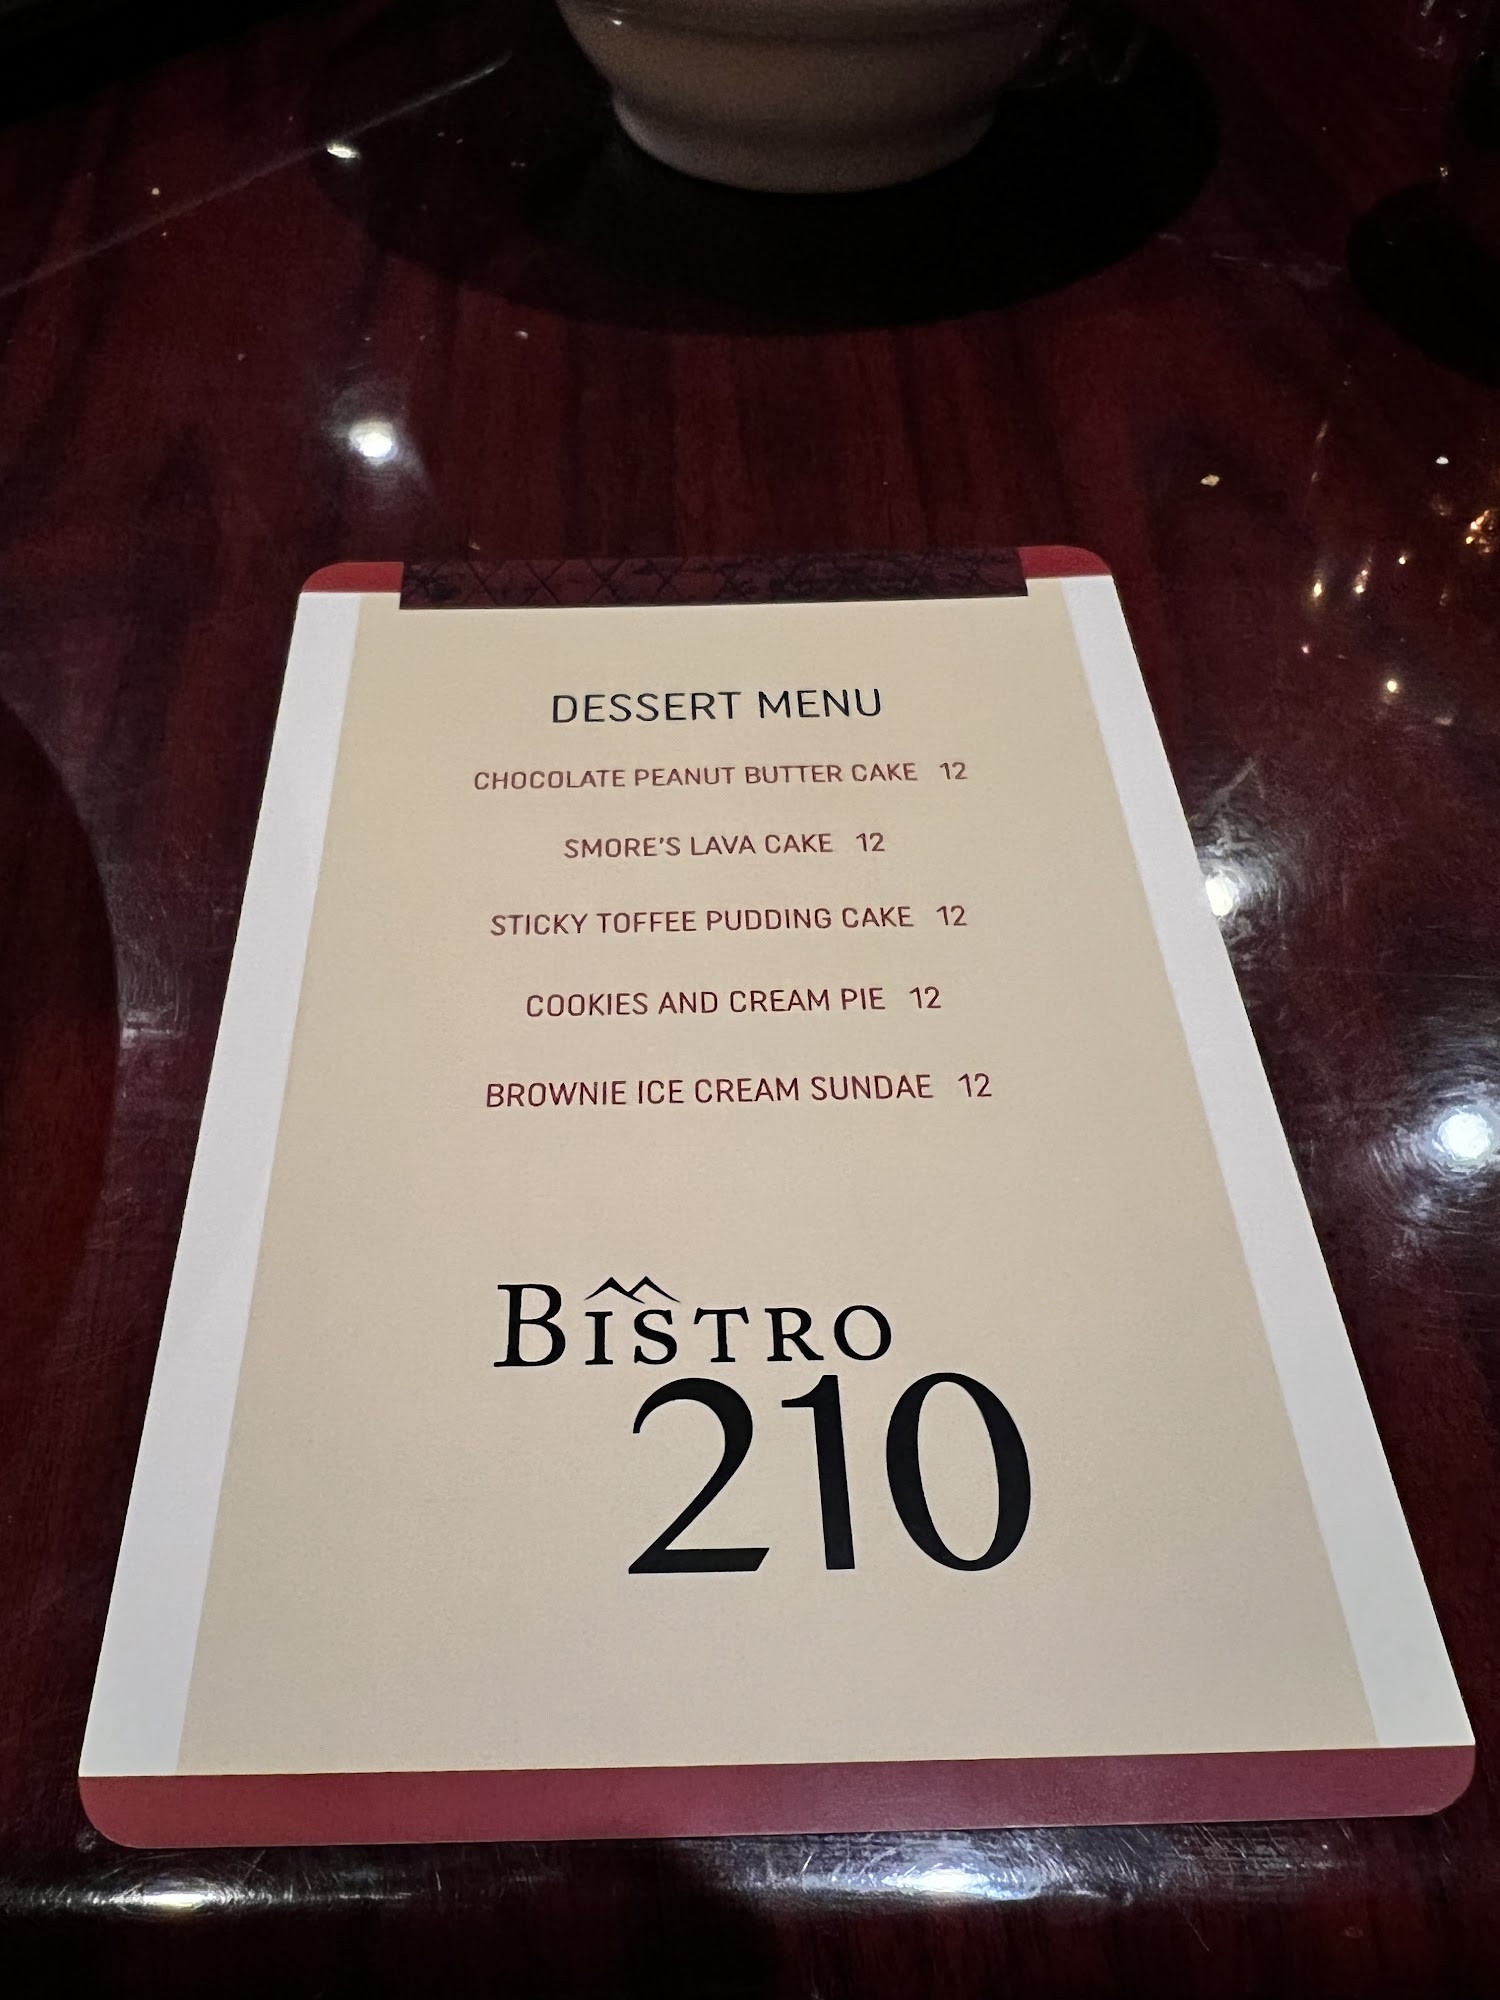 DESSERT MENU
CHOCOLATE PEANUT BUTTER CAKE 12
SMORE'S LAVA CAKE 12
STICKY TOFFEE PUDDING CAKE 12
COOKIES AND CREAM PIE 12
BROWNIE ICE CREAM SUNDAE 12
BISTRO
210